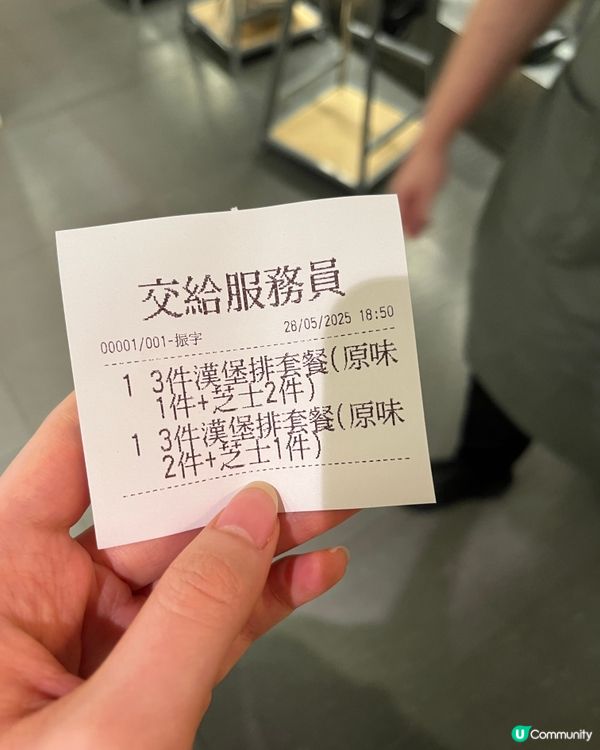 交給服務員
00001/001-振宇 28/05/2025 18:50
1 3件漢堡排套餐(原味
1件+芝士2件)
1 3件漢堡排套餐(原味
2件+芝士1件)
U Community